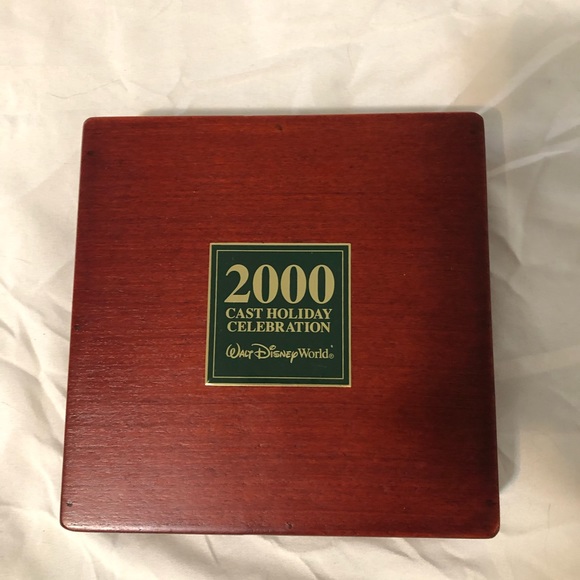 2000
CAST HOLIDAY
CELEBRATION
Walt Disney World®